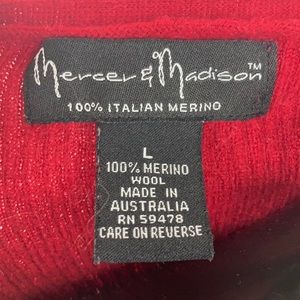 Mercer & Madison™
100% ITALIAN MERINO
L
100% MERINO
WOOL
MADE IN
AUSTRALIA
RN 59478
CARE ON REVERSE